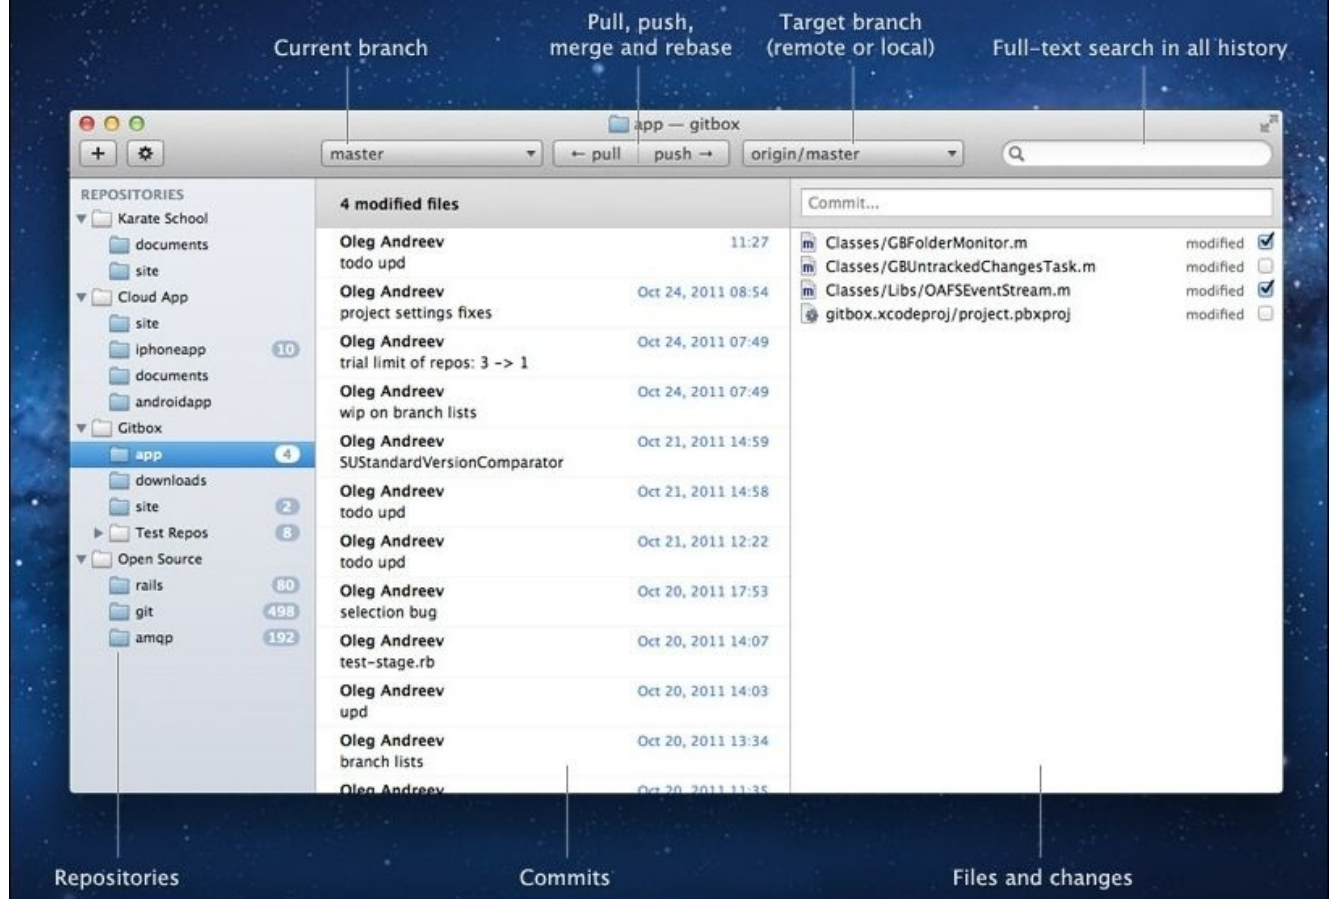 Current branch
Pull, push,
merge and rebase
Target branch
(remote or local)
Full-text search in all history
app — gitbox
+
master
← pull
push →
origin/master
REPOSITORIES
Karate School
documents
site
Cloud App
site
iphoneapp 10
documents
androidapp
Gitbox
app 4
downloads
site 2
Test Repos 8
Open Source
rails 80
git 498
amqp 192
4 modified files
Oleg Andreev 11:27
todo upd
Oleg Andreev Oct 24, 2011 08:54
project settings fixes
Oleg Andreev Oct 24, 2011 07:49
trial limit of repos: 3 -> 1
Oleg Andreev Oct 24, 2011 07:49
wip on branch lists
Oleg Andreev Oct 21, 2011 14:59
SUStandardVersionComparator
Oleg Andreev Oct 21, 2011 14:58
todo upd
Oleg Andreev Oct 21, 2011 12:22
todo upd
Oleg Andreev Oct 20, 2011 17:53
selection bug
Oleg Andreev Oct 20, 2011 14:07
test-stage.rb
Oleg Andreev Oct 20, 2011 14:03
upd
Oleg Andreev Oct 20, 2011 13:34
branch lists
Oleg Andreev Oct 20, 2011 11:35
Commit...
m Classes/GBFolderMonitor.m modified
m Classes/GBUntrackedChangesTask.m modified
m Classes/Libs/OAFSEventStream.m modified
gitbox.xcodeproj/project.pbxproj modified
Repositories
Commits
Files and changes